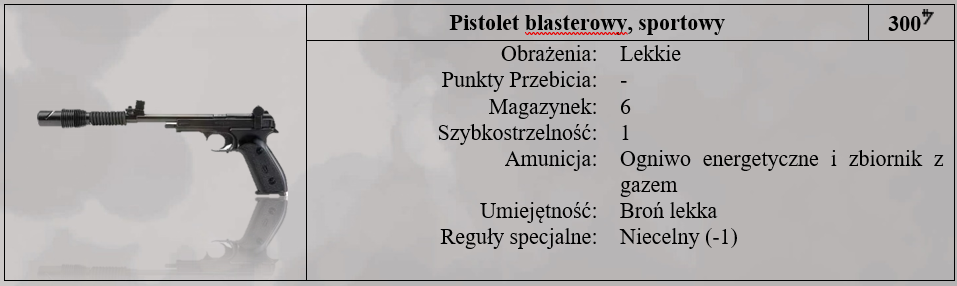 Pistolet blasterowy, sportowy 300
Obrażenia: Lekkie
Punkty Przebicia: -
Magazynek: 6
Szybkostrzelność: 1
Amunicja: Ogniwo energetyczne i zbiornik z
gazem
Umiejętność: Broń lekka
Reguły specjalne: Niecelny (-1)